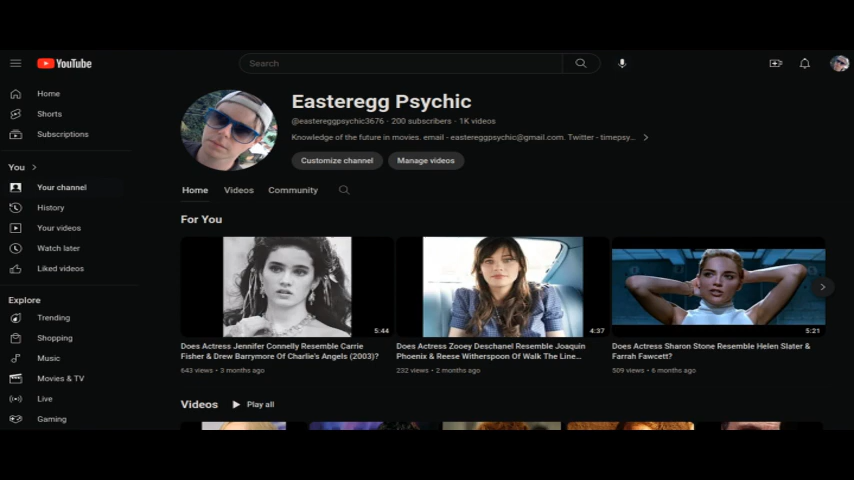 YouTube
Search
Home
Shorts
Subscriptions
You
Your channel
History
Your videos
Watch later
Liked videos
Explore
Trending
Shopping
Music
Movies & TV
Live
Gaming
Easteregg Psychic
@eastereggpsychic3676 · 200 subscribers · 1K videos
Knowledge of the future in movies. email - eastereggpsychic@gmail.com. Twitter - timepsy...
Customize channel
Manage videos
Home Videos Community
For You
5:44
Does Actress Jennifer Connelly Resemble Carrie
Fisher & Drew Barrymore Of Charlie's Angels (2003)?
643 views · 3 months ago
4:37
Does Actress Zooey Deschanel Resemble Joaquin
Phoenix & Reese Witherspoon Of Walk The Line...
232 views · 2 months ago
5:21
Does Actress Sharon Stone Resemble Helen Slater &
Farrah Fawcett?
509 views · 6 months ago
Videos
Play all